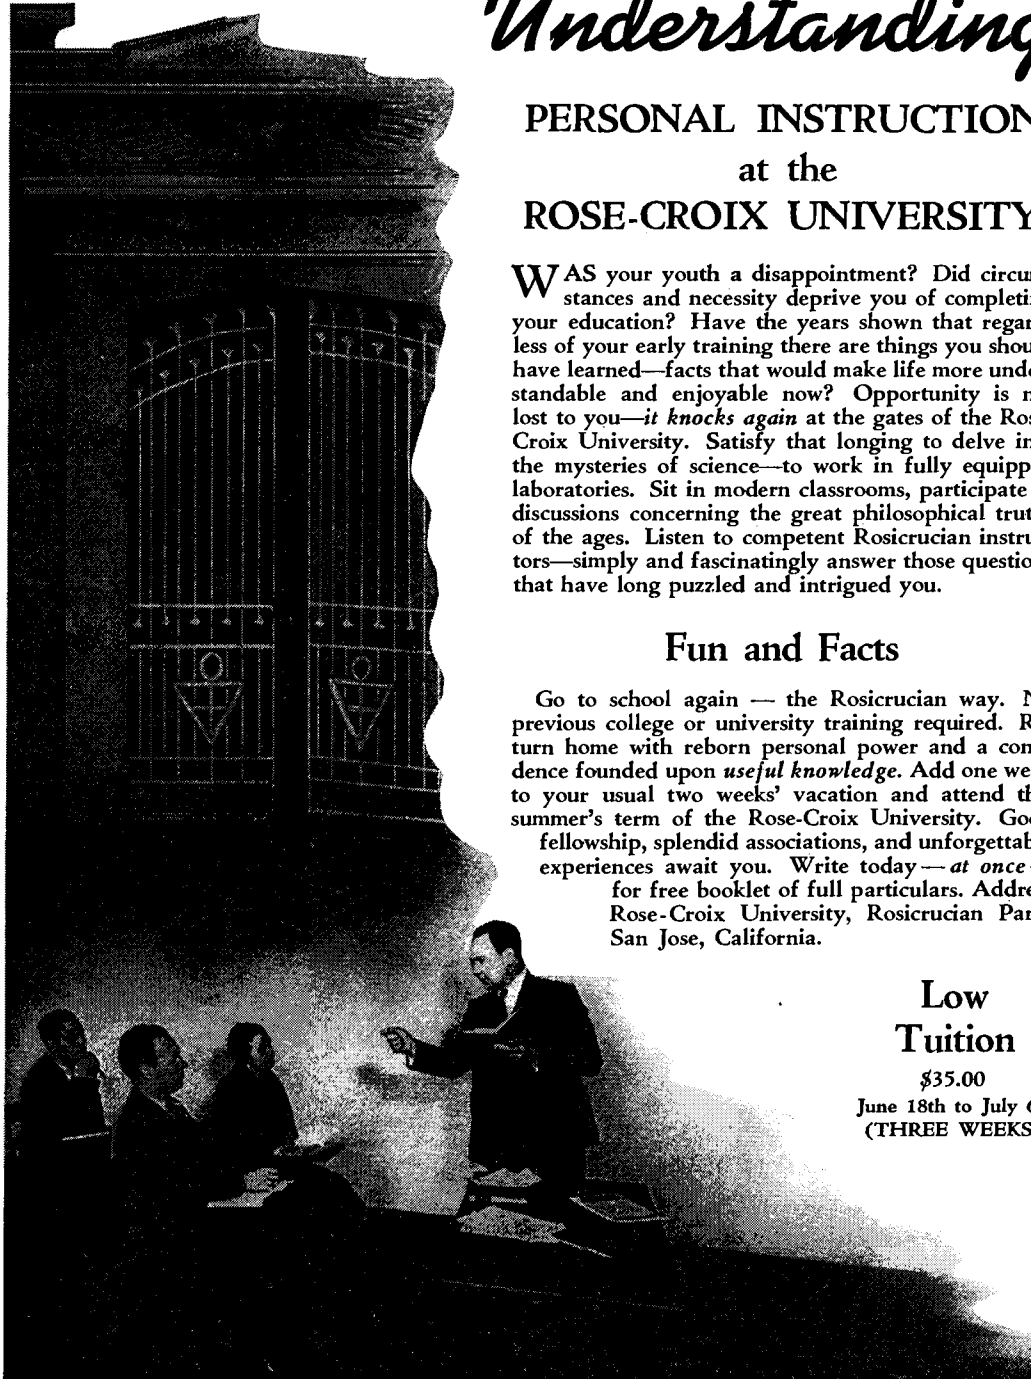 Understanding
PERSONAL INSTRUCTION
at the
ROSE-CROIX UNIVERSITY
WAS your youth a disappointment? Did circu
stances and necessity deprive you of completi
your education? Have the years shown that regar
less of your early training there are things you shou
have learned—facts that would make life more unde
standable and enjoyable now? Opportunity is n
lost to you—it knocks again at the gates of the Ros
Croix University. Satisfy that longing to delve in
the mysteries of science—to work in fully equipp
laboratories. Sit in modern classrooms, participate
discussions concerning the great philosophical trut
of the ages. Listen to competent Rosicrucian instru
tors—simply and fascinatingly answer those questio
that have long puzzled and intrigued you.
Fun and Facts
Go to school again — the Rosicrucian way. N
previous college or university training required. R
turn home with reborn personal power and a con
dence founded upon useful knowledge. Add one we
to your usual two weeks' vacation and attend th
summer's term of the Rose-Croix University. Goo
fellowship, splendid associations, and unforgettab
experiences await you. Write today — at once —
for free booklet of full particulars. Addre
Rose-Croix University, Rosicrucian Par
San Jose, California.
Low
Tuition
$35.00
June 18th to July 6
(THREE WEEKS